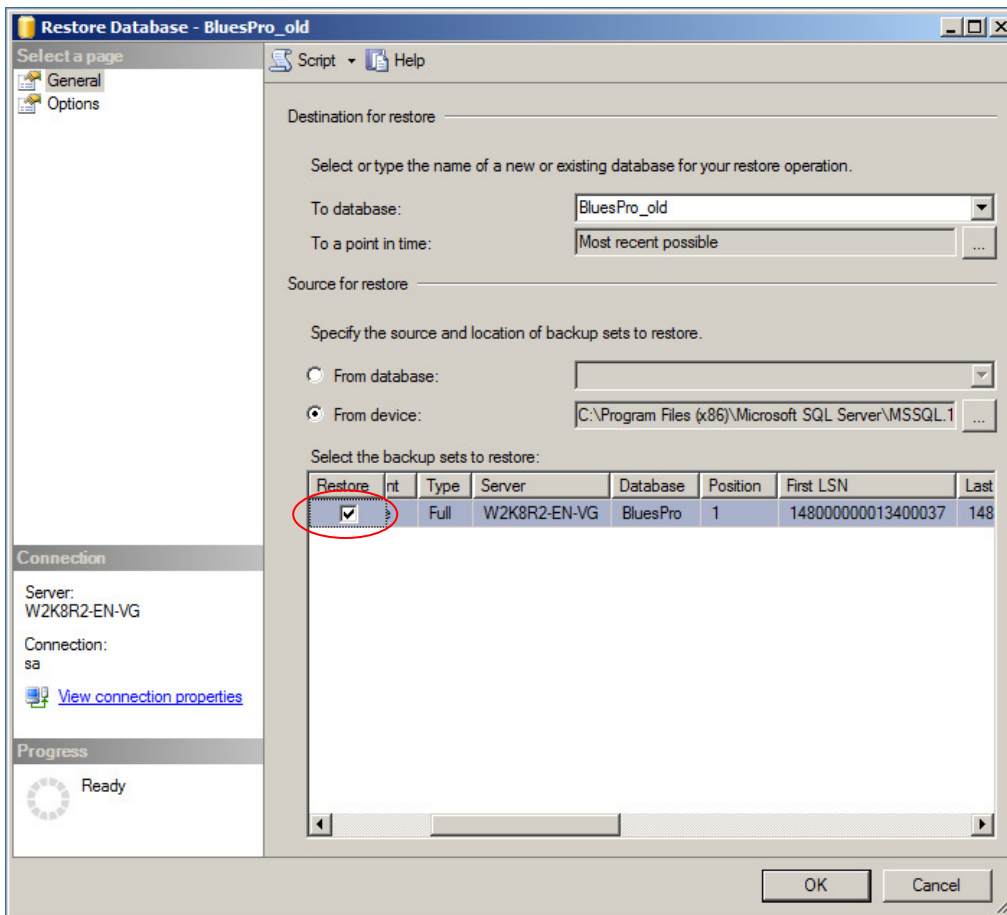 Restore Database - BluesPro_old
Select a page
General
Options
Script Help
Destination for restore
Select or type the name of a new or existing database for your restore operation.
To database: BluesPro_old
To a point in time: Most recent possible ...
Source for restore
Specify the source and location of backup sets to restore.
From database:
From device: C:\Program Files (x86)\Microsoft SQL Server\MSSQL.1 ...
Select the backup sets to restore:
Restore nt Type Server Database Position First LSN Last
Full W2K8R2-EN-VG BluesPro 1 148000000013400037 148
Connection
Server:
W2K8R2-EN-VG
Connection:
sa
View connection properties
Progress
Ready
OK Cancel